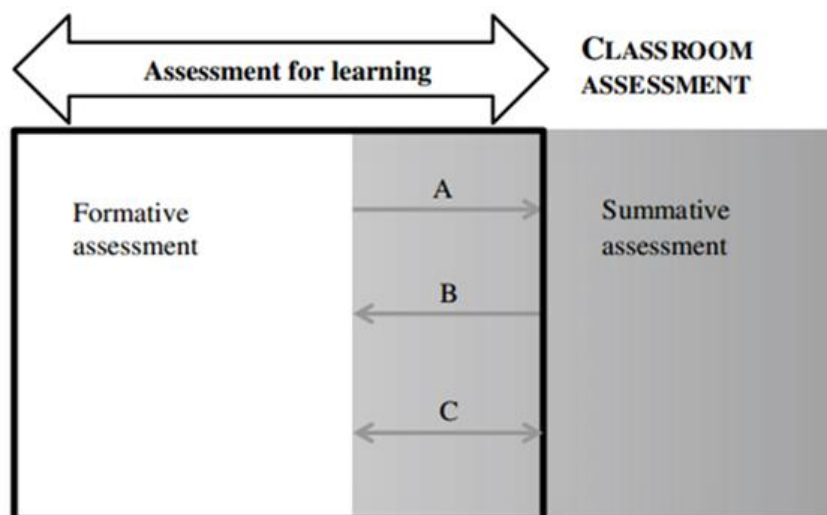 Assessment for learning
CLASSROOM
ASSESSMENT
Formative
assessment
A
Summative
assessment
B
C